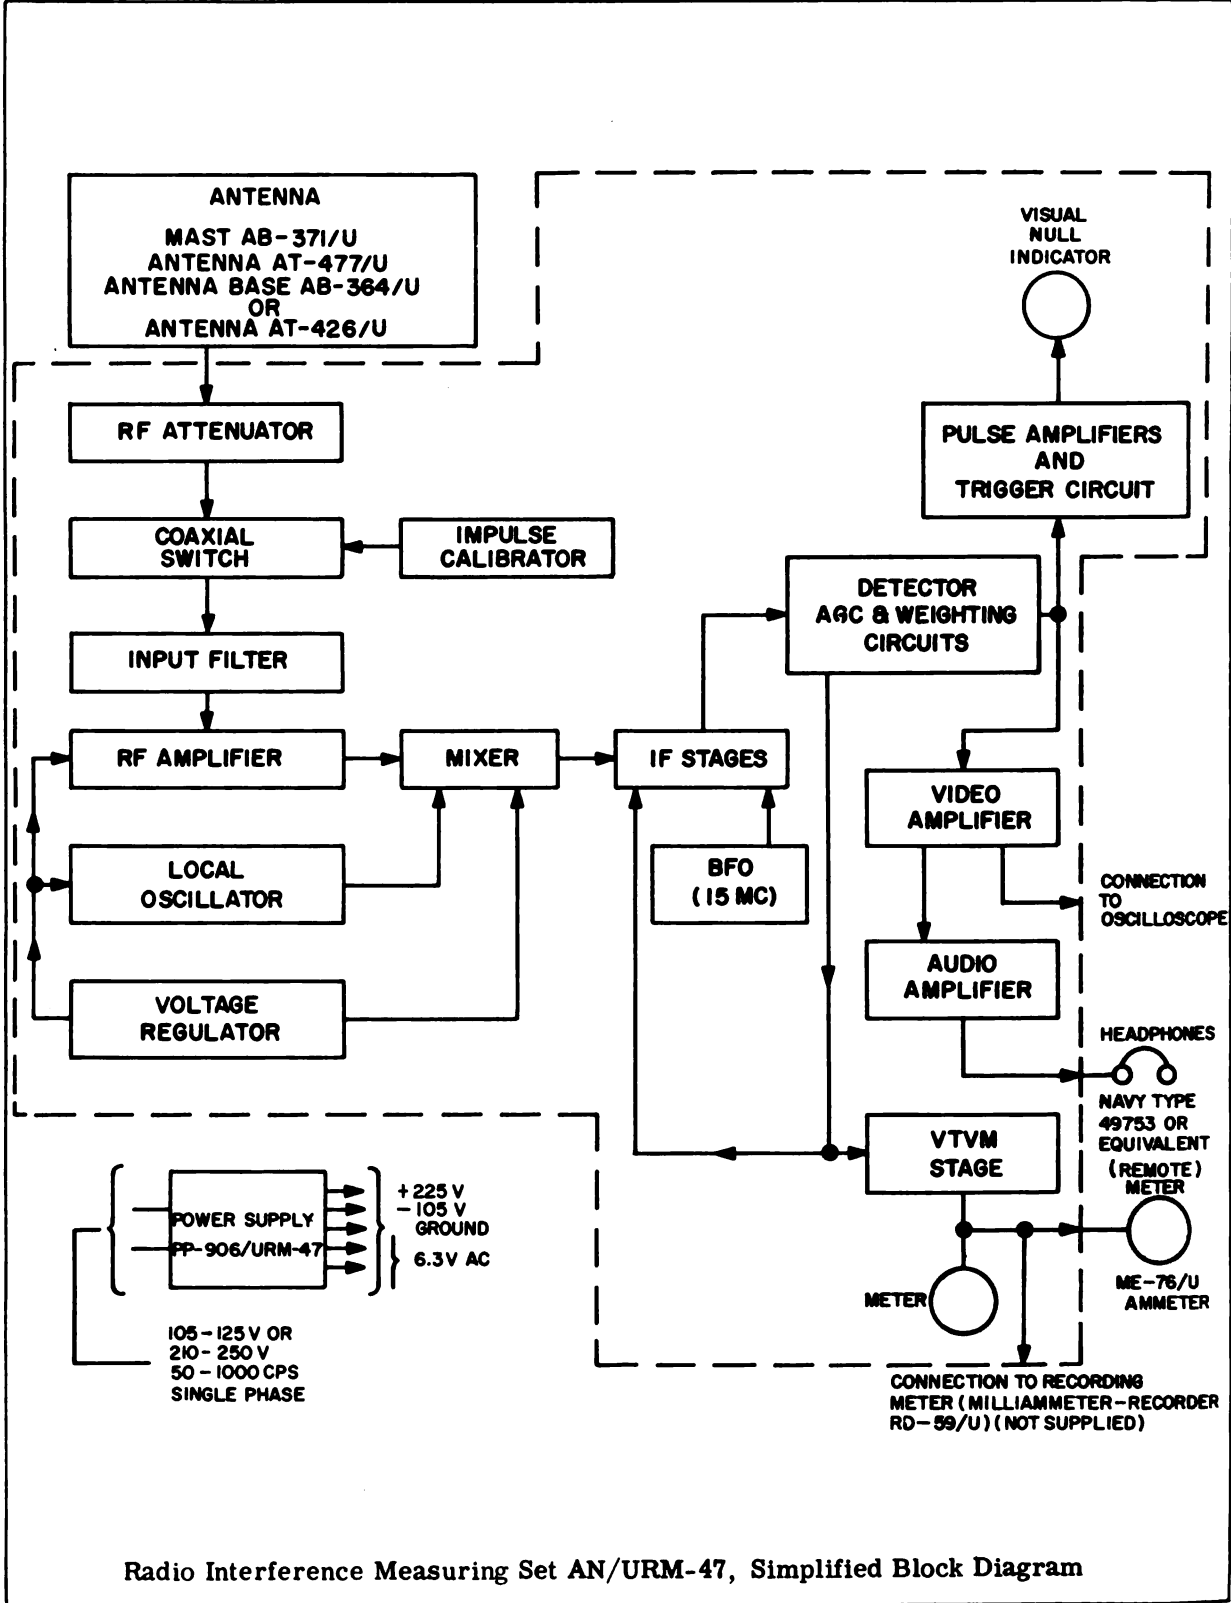 ANTENNA
MAST AB-371/U
ANTENNA AT-477/U
ANTENNA BASE AB-364/U
OR
ANTENNA AT-426/U
VISUAL
NULL
INDICATOR
RF ATTENUATOR
PULSE AMPLIFIERS
AND
TRIGGER CIRCUIT
COAXIAL
SWITCH
IMPULSE
CALIBRATOR
DETECTOR
AGC & WEIGHTING
CIRCUITS
INPUT FILTER
RF AMPLIFIER
MIXER
IF STAGES
VIDEO
AMPLIFIER
LOCAL
OSCILLATOR
BFO
(15 MC)
CONNECTION
TO
OSCILLOSCOPE
AUDIO
AMPLIFIER
VOLTAGE
REGULATOR
HEADPHONES
NAVY TYPE
49753 OR
EQUIVALENT
(REMOTE)
METER
VTVM
STAGE
POWER SUPPLY
PP-906/URM-47
+225 V
-105 V
GROUND
6.3V AC
METER
ME-76/U
AMMETER
105-125V OR
210-250V
50-1000 CPS
SINGLE PHASE
CONNECTION TO RECORDING
METER (MILLIAMMETER-RECORDER
RD-59/U) (NOT SUPPLIED)
Radio Interference Measuring Set AN/URM-47, Simplified Block Diagram